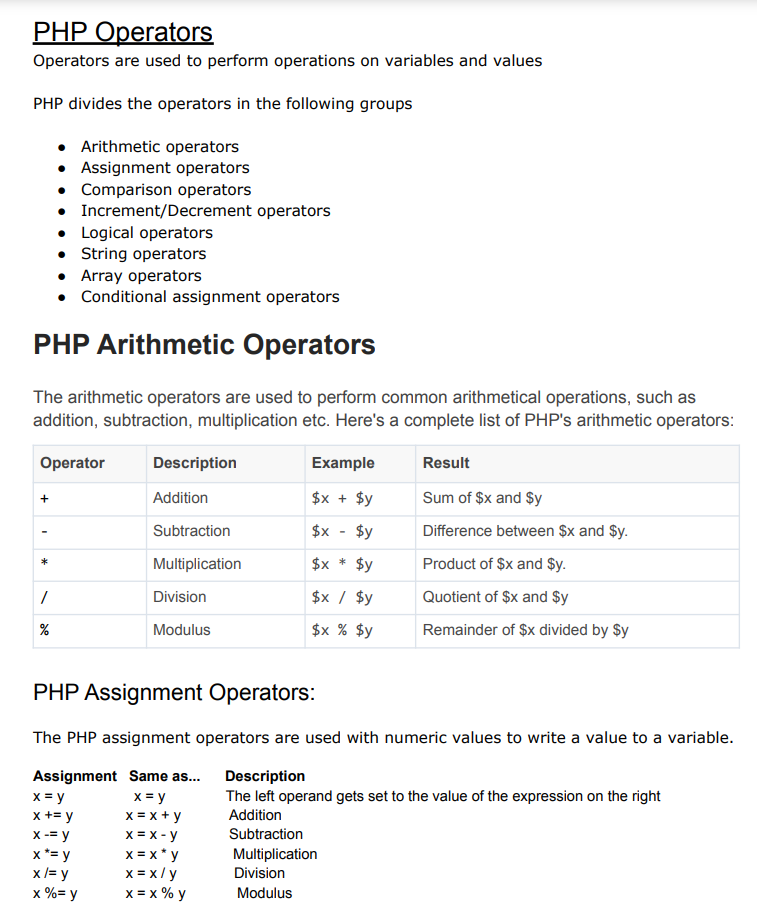 PHP Operators
Operators are used to perform operations on variables and values
PHP divides the operators in the following groups
● Arithmetic operators
● Assignment operators
● Comparison operators
● Increment/Decrement operators
● Logical operators
● String operators
● Array operators
● Conditional assignment operators
PHP Arithmetic Operators
The arithmetic operators are used to perform common arithmetical operations, such as
addition, subtraction, multiplication etc. Here's a complete list of PHP's arithmetic operators:
Operator Description Example Result
+ Addition $x + $y Sum of $x and $y
- Subtraction $x - $y Difference between $x and $y.
* Multiplication $x * $y Product of $x and $y.
/ Division $x / $y Quotient of $x and $y
% Modulus $x % $y Remainder of $x divided by $y
PHP Assignment Operators:
The PHP assignment operators are used with numeric values to write a value to a variable.
Assignment Same as... Description
x = y x = y The left operand gets set to the value of the expression on the right
x += y x = x + y Addition
x -= y x = x - y Subtraction
x *= y x = x * y Multiplication
x /= y x = x / y Division
x %= y x = x % y Modulus